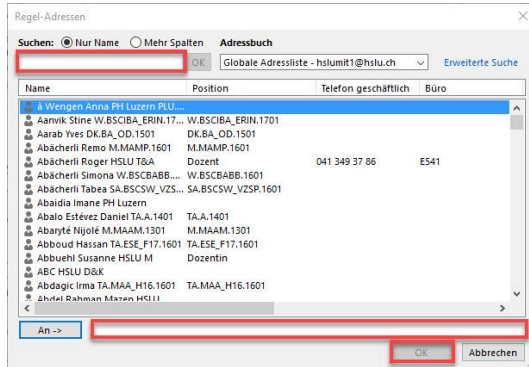 Regel-Adressen
Suchen: Nur Name Mehr Spalten Adressbuch
OK Globale Adressliste - hslumit1@hslu.ch Erweiterte Suche
Name Position Telefon geschäftlich Büro
à Wengen Anna PH Luzern PLU....
Aanvik Stine W.BSCIBA_ERIN.17... W.BSCIBA_ERIN.1701
Aarab Yves DK.BA_OD.1501 DK.BA_OD.1501
Abächerli Remo M.MAMP.1601 M.MAMP.1601
Abächerli Roger HSLU T&A Dozent 041 349 37 86 E541
Abächerli Simona W.BSCBABB.... W.BSCBABB.1601
Abächerli Tabea SA.BSCSW_VZS... SA.BSCSW_VZSP.1601
Abaidia Imane PH Luzern
Abalo Estévez Daniel TA.A.1401 TA.A.1401
Abaryté Nijolé M.MAAM.1301 M.MAAM.1301
Abboud Hassan TA.ESE_F17.1601 TA.ESE_F17.1601
Abbuehl Susanne HSLU M Dozentin
ABC HSLU D&K
Abdagic Irma TA.MAA_H16.1601 TA.MAA_H16.1601
Abdel Rahman Mazen HSLU
An ->
OK Abbrechen